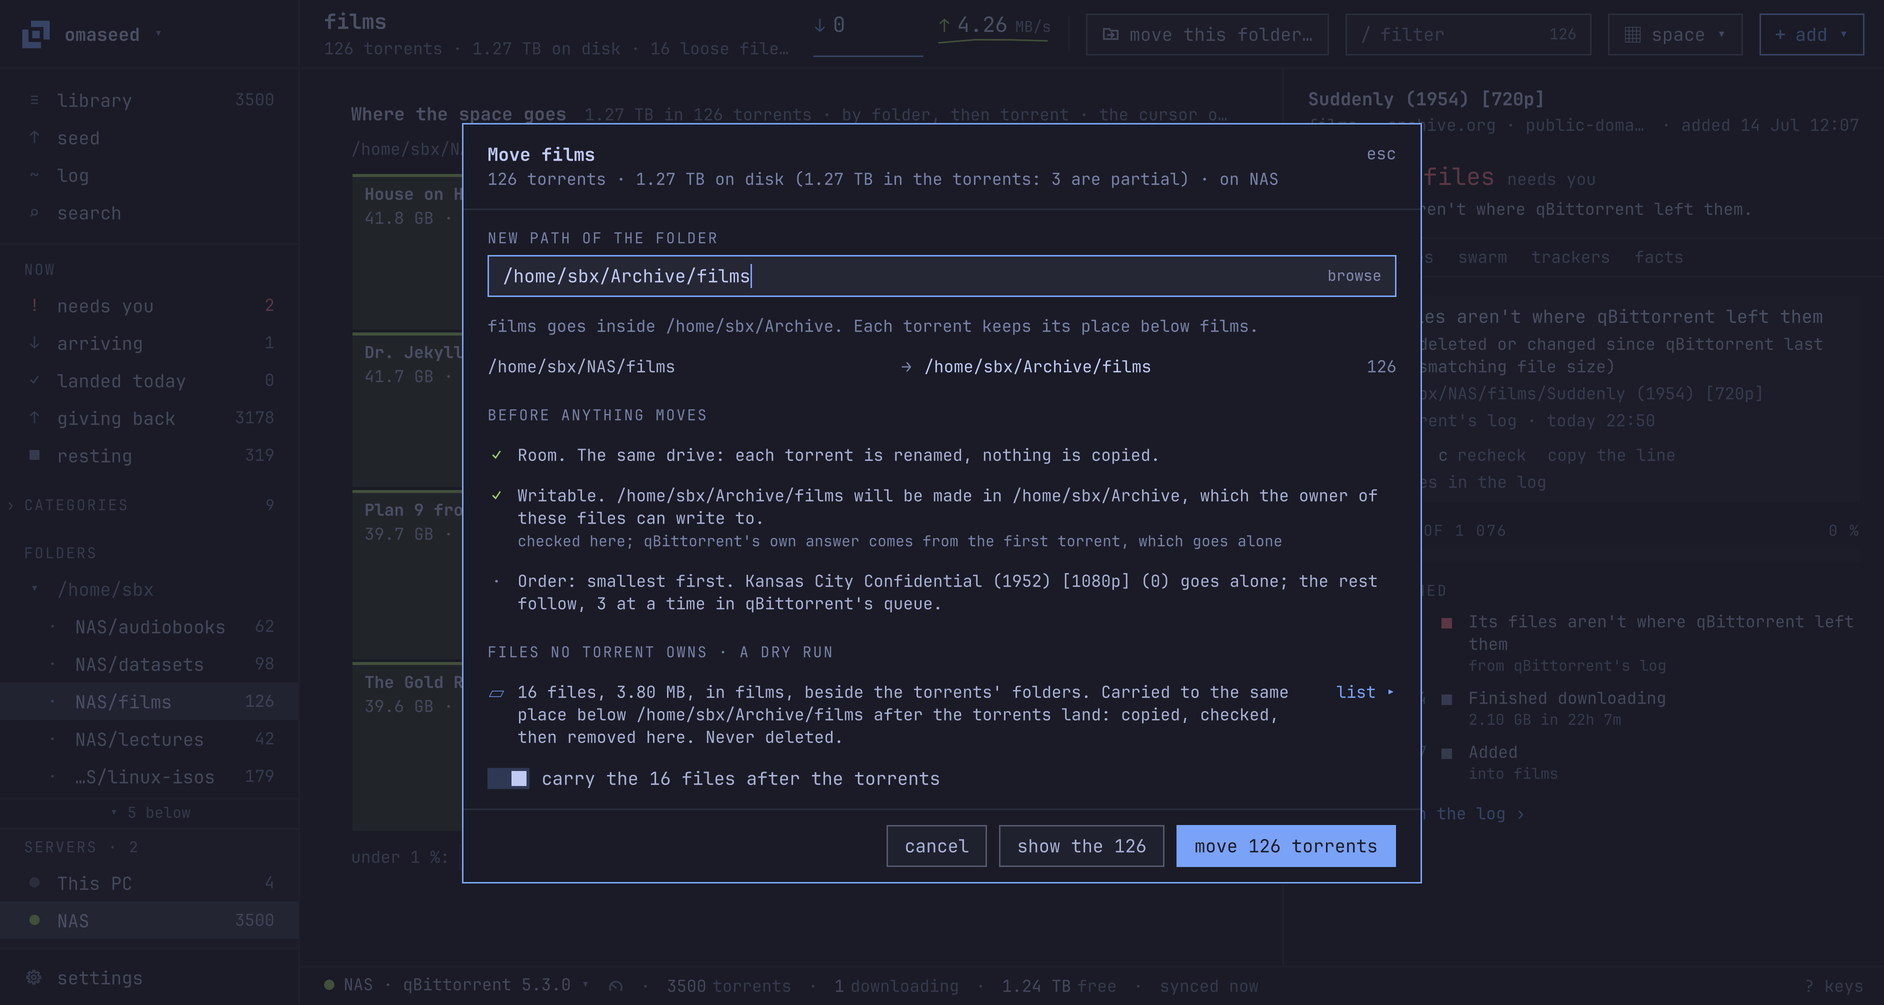 omaseed
films
126 torrents · 1.27 TB on disk · 16 loose file…
↓ 0
↑ 4.26 MB/s
move this folder…
/ filter 126
space
+ add
library 3500
seed
log
search
NOW
! needs you 2
arriving 1
landed today 0
giving back 3178
resting 319
CATEGORIES 9
FOLDERS
/home/sbx
NAS/audiobooks 62
NAS/datasets 98
NAS/films 126
NAS/lectures 42
…S/linux-isos 179
5 below
SERVERS · 2
This PC 4
NAS 3500
settings
Where the space goes 1.27 TB in 126 torrents · by folder, then torrent · the cursor o…
/home/sbx/N
House on H
41.8 GB ·
Dr. Jekyll
41.7 GB ·
Plan 9 fro
39.7 GB ·
The Gold R
39.6 GB ·
under 1 %:
Move films
esc
126 torrents · 1.27 TB on disk (1.27 TB in the torrents: 3 are partial) · on NAS
NEW PATH OF THE FOLDER
/home/sbx/Archive/films
browse
films goes inside /home/sbx/Archive. Each torrent keeps its place below films.
/home/sbx/NAS/films → /home/sbx/Archive/films 126
BEFORE ANYTHING MOVES
✓ Room. The same drive: each torrent is renamed, nothing is copied.
✓ Writable. /home/sbx/Archive/films will be made in /home/sbx/Archive, which the owner of
these files can write to.
checked here; qBittorrent's own answer comes from the first torrent, which goes alone
· Order: smallest first. Kansas City Confidential (1952) [1080p] (0) goes alone; the rest
follow, 3 at a time in qBittorrent's queue.
FILES NO TORRENT OWNS · A DRY RUN
16 files, 3.80 MB, in films, beside the torrents' folders. Carried to the same
place below /home/sbx/Archive/films after the torrents land: copied, checked,
then removed here. Never deleted.
list ▸
carry the 16 files after the torrents
cancel
show the 126
move 126 torrents
Suddenly (1954) [720p]
hive.org · public-doma… · added 14 Jul 12:07
files needs you
en't where qBittorrent left them.
s swarm trackers facts
es aren't where qBittorrent left them
deleted or changed since qBittorrent last
smatching file size)
x/NAS/films/Suddenly (1954) [720p]
rent's log · today 22:50
c recheck copy the line
es in the log
OF 1 076 0 %
ED
Its files aren't where qBittorrent left
them
from qBittorrent's log
Finished downloading
2.10 GB in 22h 7m
Added
into films
the log ›
NAS · qBittorrent 5.3.0 · 3500 torrents · 1 downloading · 1.24 TB free · synced now
? keys